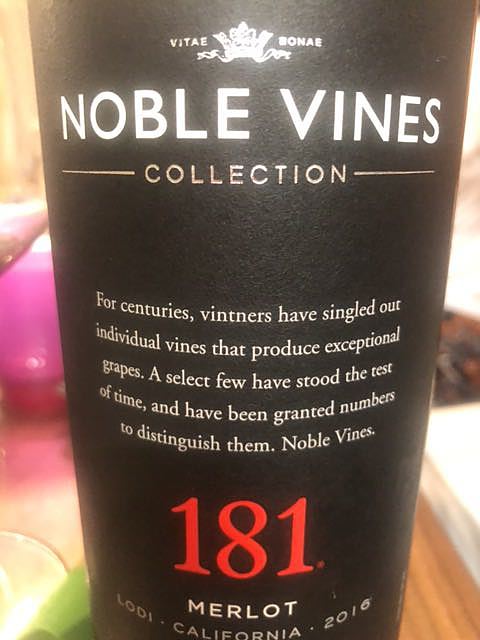 VITAE BONAE
NOBLE VINES
COLLECTION
For centuries, vintners have singled out
individual vines that produce exceptional
grapes. A select few have stood the test
of time, and have been granted numbers
to distinguish them. Noble Vines.
181
MERLOT
LODI · CALIFORNIA · 2016